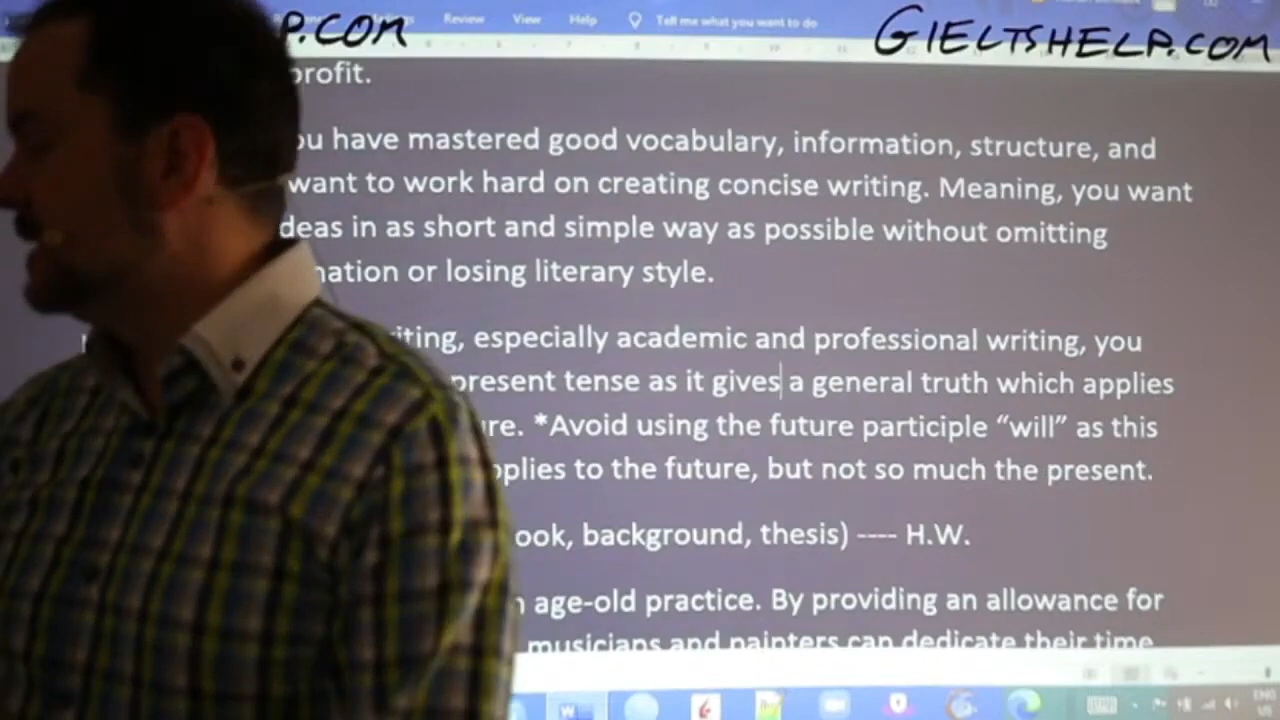 Review View Help Tell me what you want to do
P.COM GIELTSHELP.COM
profit.
you have mastered good vocabulary, information, structure, and
want to work hard on creating concise writing. Meaning, you want
deas in as short and simple way as possible without omitting
nation or losing literary style.
iting, especially academic and professional writing, you
present tense as it gives a general truth which applies
re. *Avoid using the future participle “will” as this
pplies to the future, but not so much the present.
ook, background, thesis) ---- H.W.
age-old practice. By providing an allowance for
musicians and painters can dedicate their time
ENG
US